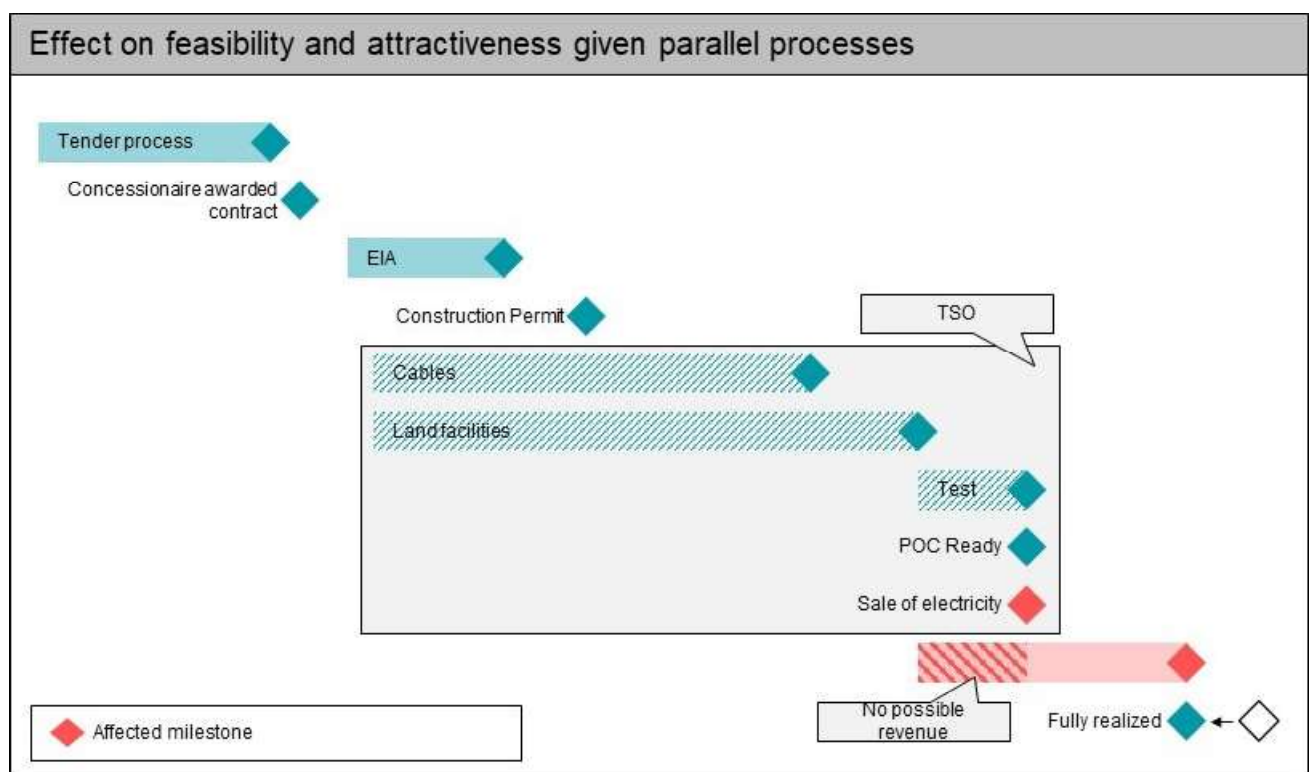 Effect on feasibility and attractiveness given parallel processes
Tender process
Concessionaire awarded
contract
EIA
Construction Permit
TSO
Cables
Land facilities
Test
POC Ready
Sale of electricity
No possible
revenue
Fully realized
Affected milestone